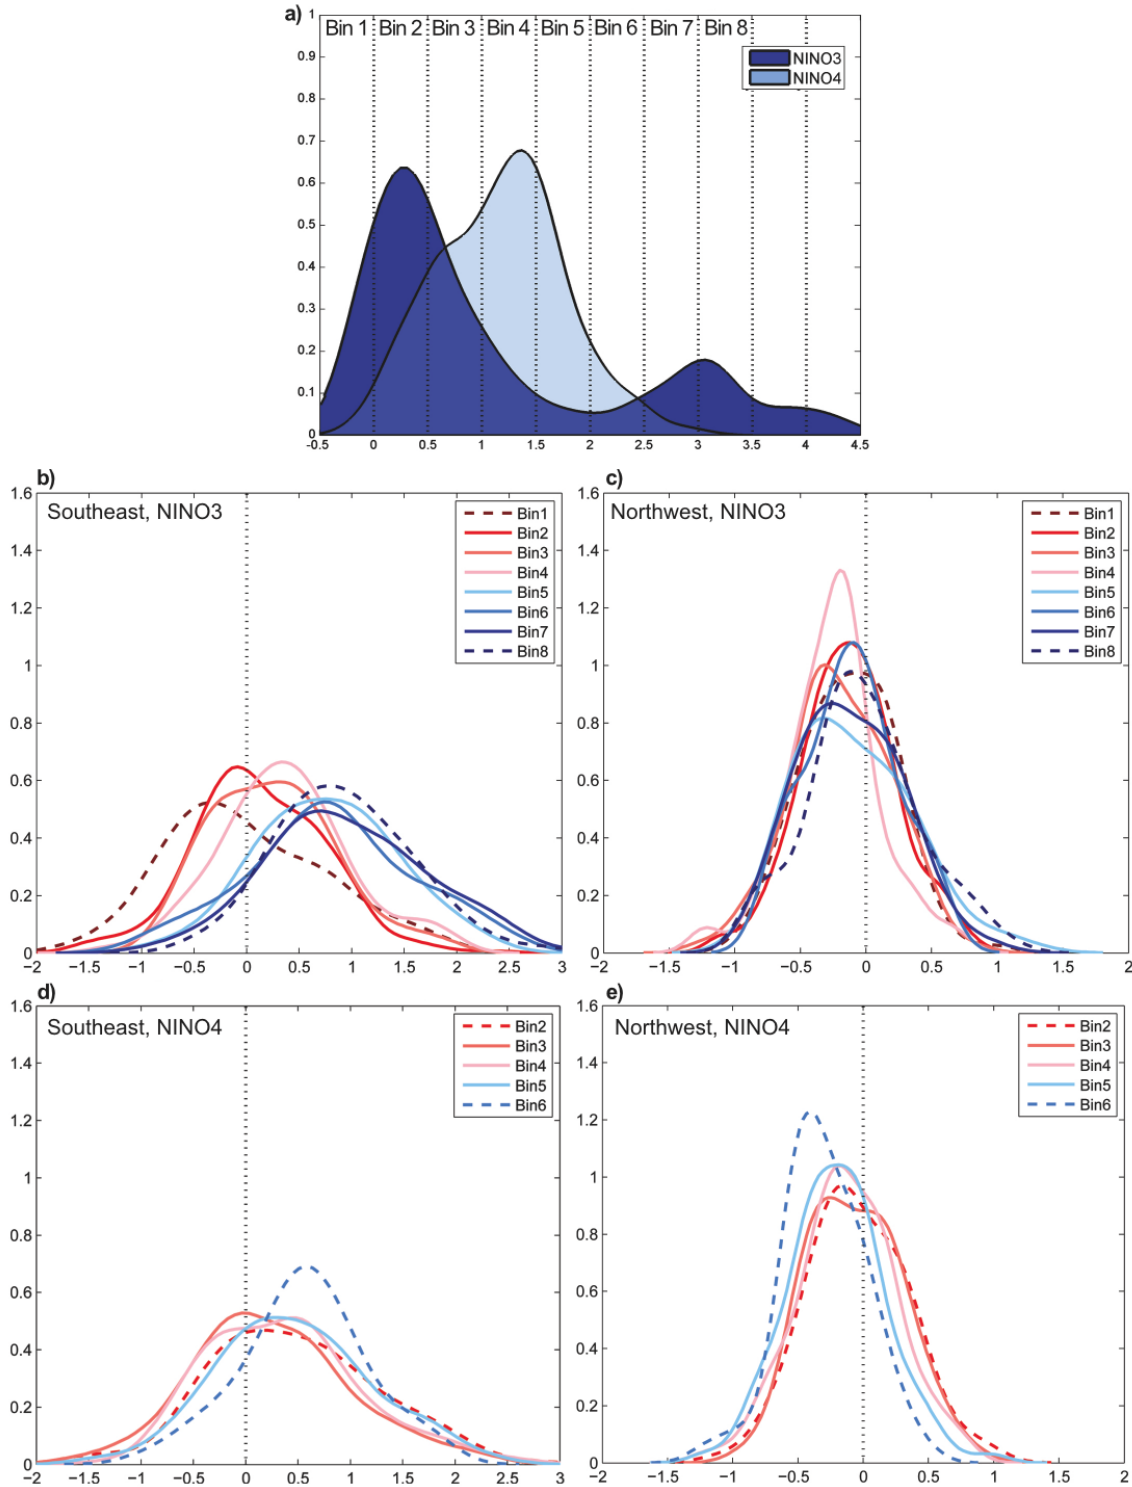 a)
1
Bin 1 Bin 2 Bin 3 Bin 4 Bin 5 Bin 6 Bin 7 Bin 8
0.9
NINO3
NINO4
0.8
0.7
0.6
0.5
0.4
0.3
0.2
0.1
0
-0.5 0 0.5 1 1.5 2 2.5 3 3.5 4 4.5
b)
1.6
Southeast, NINO3
Bin1
Bin2
Bin3
Bin4
Bin5
Bin6
Bin7
Bin8
1.4
1.2
1
0.8
0.6
0.4
0.2
0
−2 −1.5 −1 −0.5 0 0.5 1 1.5 2 2.5 3
c)
1.6
Northwest, NINO3
Bin1
Bin2
Bin3
Bin4
Bin5
Bin6
Bin7
Bin8
1.4
1.2
1
0.8
0.6
0.4
0.2
0
−2 −1.5 −1 −0.5 0 0.5 1 1.5 2
d)
1.6
Southeast, NINO4
Bin2
Bin3
Bin4
Bin5
Bin6
1.4
1.2
1
0.8
0.6
0.4
0.2
0
−2 −1.5 −1 −0.5 0 0.5 1 1.5 2 2.5 3
e)
1.6
Northwest, NINO4
Bin2
Bin3
Bin4
Bin5
Bin6
1.4
1.2
1
0.8
0.6
0.4
0.2
0
−2 −1.5 −1 −0.5 0 0.5 1 1.5 2